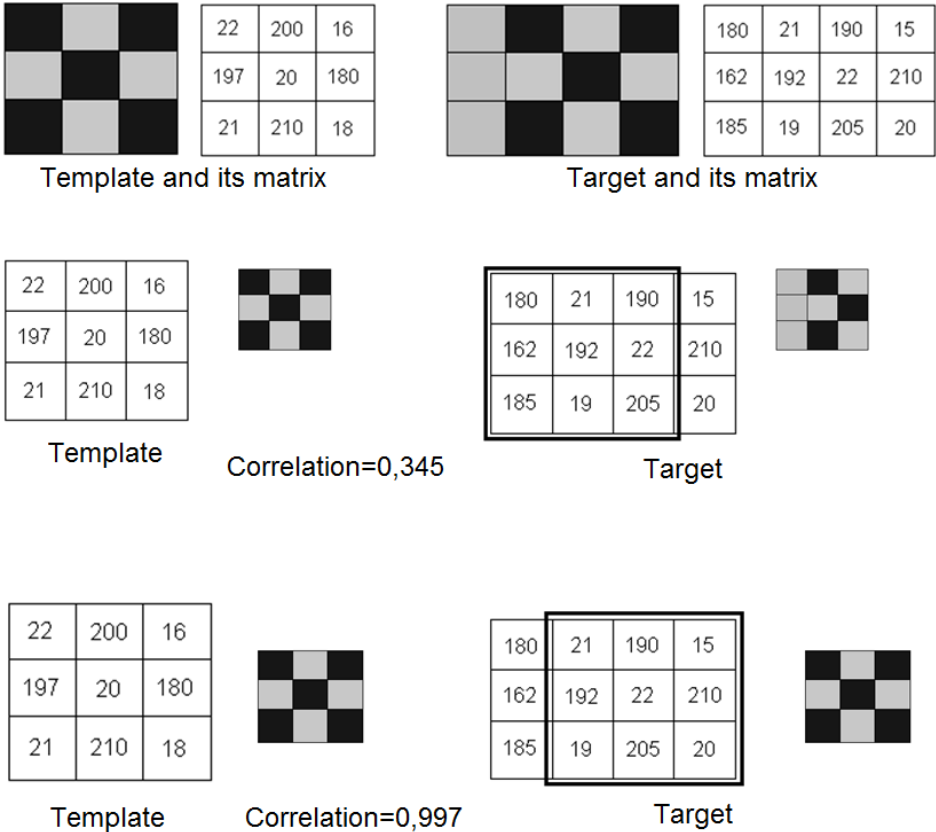 22 200 16
197 20 180
21 210 18
Template and its matrix
180 21 190 15
162 192 22 210
185 19 205 20
Target and its matrix
22 200 16
197 20 180
21 210 18
Template
Correlation=0,345
180 21 190 15
162 192 22 210
185 19 205 20
Target
22 200 16
197 20 180
21 210 18
Template
Correlation=0,997
180 21 190 15
162 192 22 210
185 19 205 20
Target